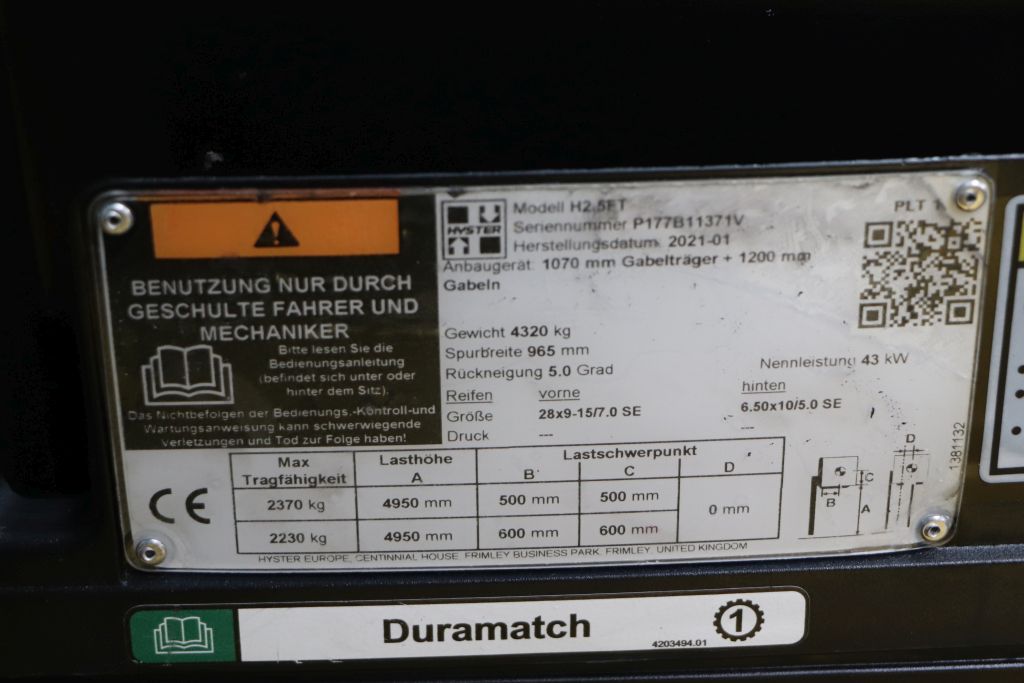 BENUTZUNG NUR DURCH
GESCHULTE FAHRER UND
MECHANIKER
Bitte lesen Sie die
Bedienungsanleitung
(befindet sich unter oder
hinter dem Sitz).
Das Nichtbefolgen der Bedienungs.-Kontroll-und
Wartungsanweisung kann schwerwiegende
Verletzungen und Tod zur Folge haben!
HYSTER
Modell H2.5FT
Seriennummer P177B11371V
Herstellungsdatum 2021-01
Anbaugerät 1070 mm Gabelträger + 1200 mm
Gabeln
PLT 1
Gewicht 4320 kg
Spurbreite 965 mm
Rückneigung 5.0 Grad
Nennleistung 43 kW
Reifen vorne hinten
Größe 28x9-15/7.0 SE 6.50x10/5.0 SE
Druck --- ---
Max Lasthöhe Lastschwerpunkt
Tragfähigkeit A B C D
2370 kg 4950 mm 500 mm 500 mm 0 mm
2230 kg 4950 mm 600 mm 600 mm
CE
D
C
B
A
1381132
HYSTER EUROPE, CENTINNIAL HOUSE, FRIMLEY BUSINESS PARK, FRIMLEY, UNITED KINGDOM
Duramatch
4203494.01
1